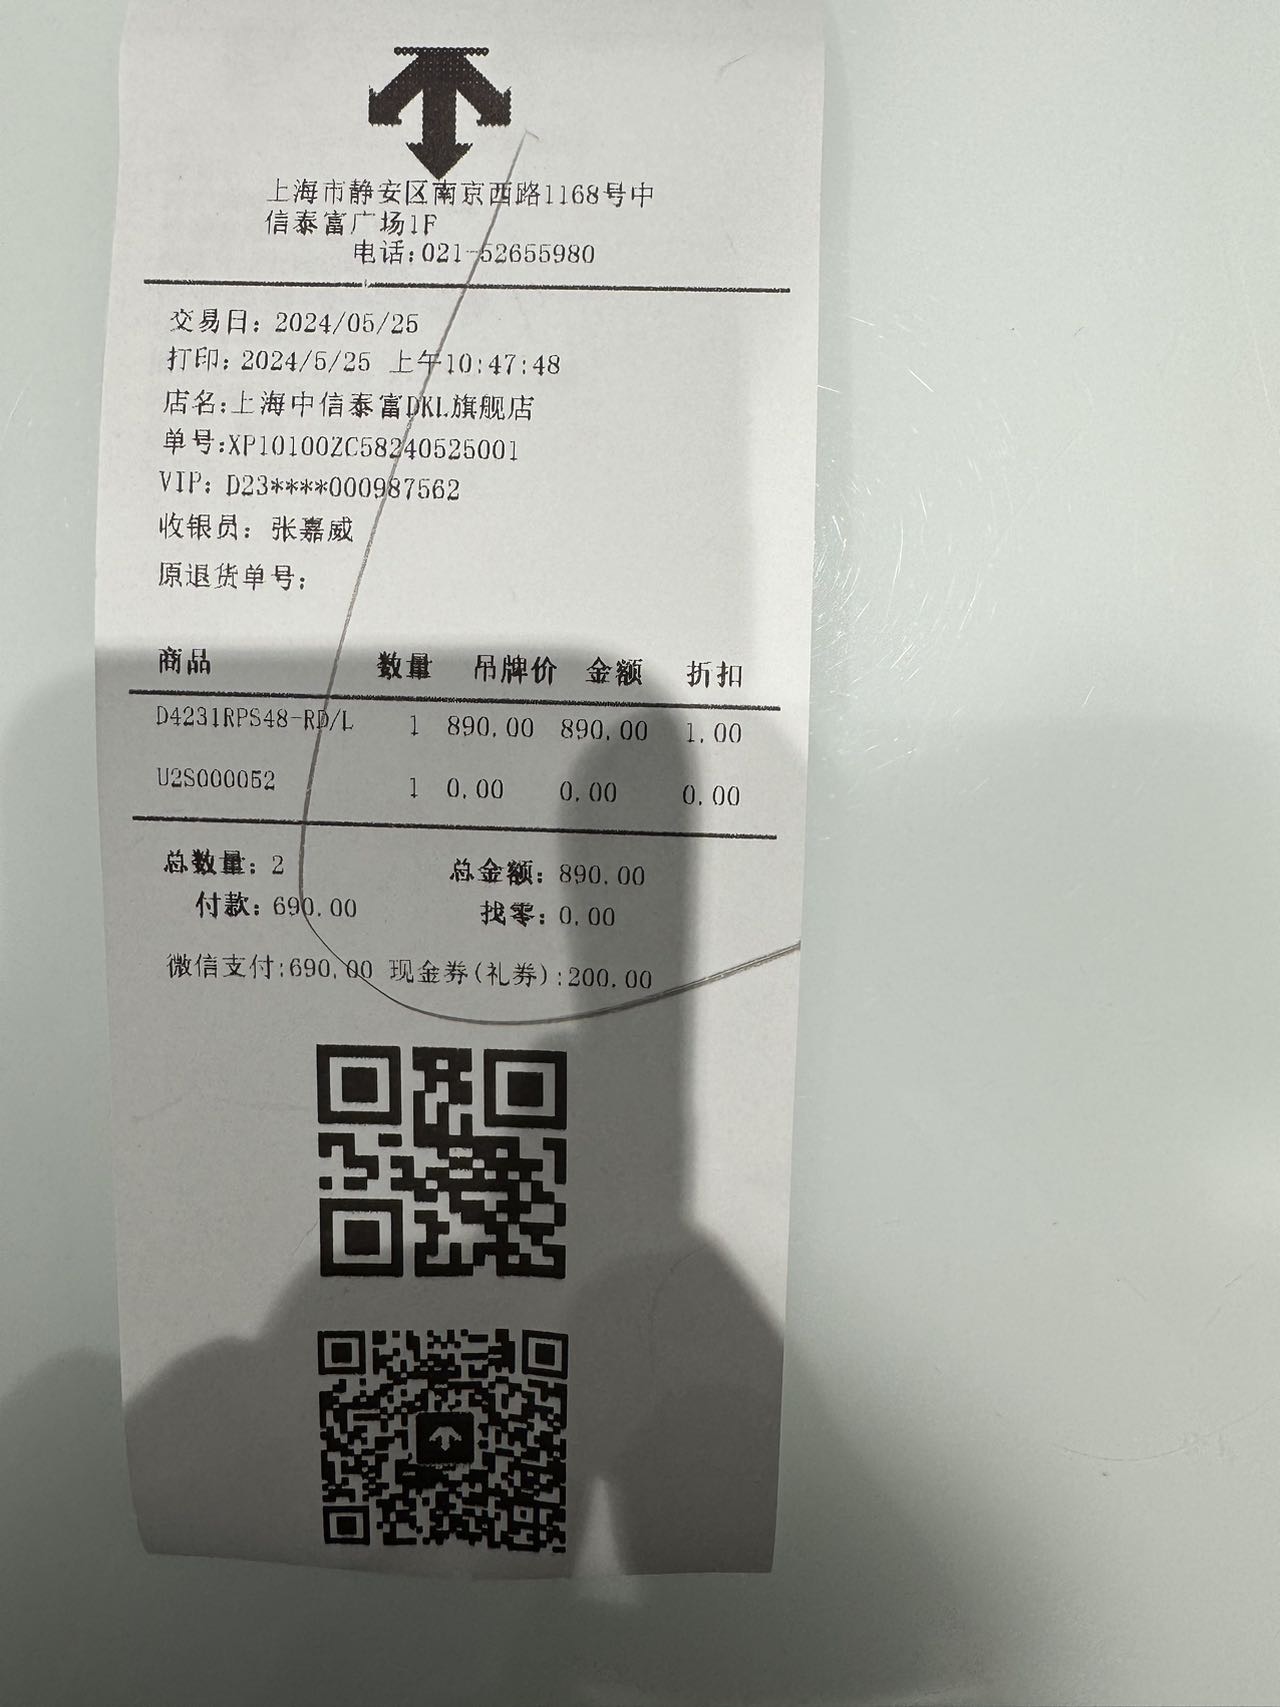 上海市静安区南京西路1168号中
信泰富广场1F
电话:021-52655980
交易日: 2024/05/25
打印: 2024/5/25 上午10:47:48
店名:上海中信泰富DKL旗舰店
单号:XP10100ZC58240525001
VIP: D23****000987562
收银员: 张嘉威
原退货单号:
商品 数量 吊牌价 金额 折扣
D4231RPS48-RD/L 1 890.00 890.00 1.00
U2S000052 1 0.00 0.00 0.00
总数量: 2 总金额: 890.00
付款: 690.00 找零: 0.00
微信支付:690.00 现金券(礼券):200.00